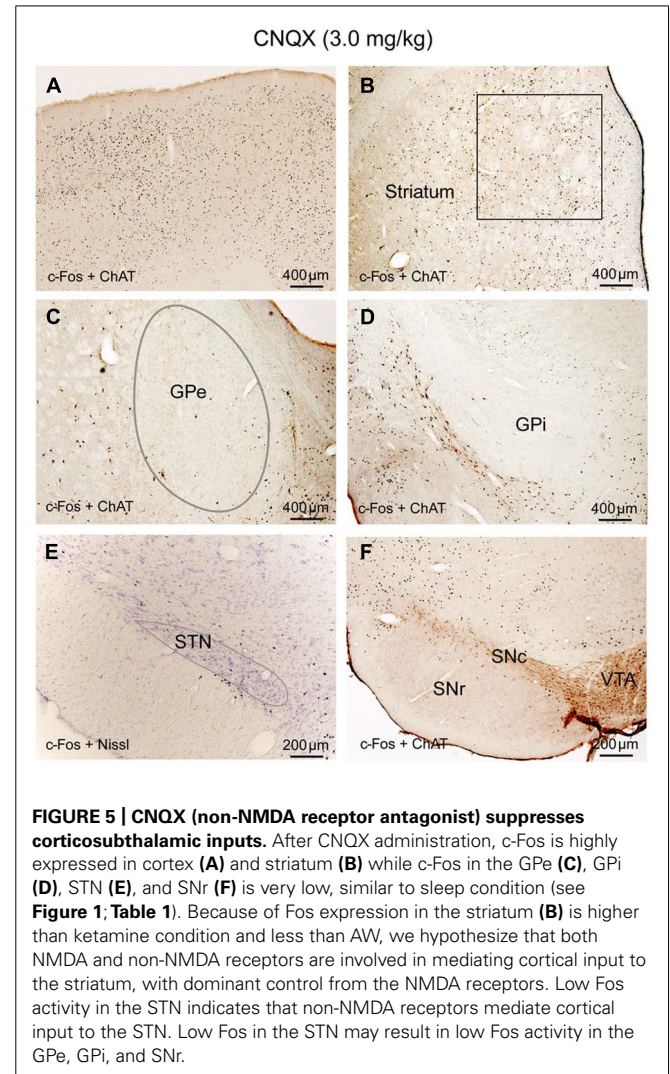 CNQX (3.0 mg/kg)
A
c-Fos + ChAT
400µm
B
Striatum
c-Fos + ChAT
400µm
C
GPe
c-Fos + ChAT
400µm
D
GPi
c-Fos + ChAT
400µm
E
STN
c-Fos + Nissl
200µm
F
SNc
SNr
VTA
c-Fos + ChAT
200µm
FIGURE 5 | CNQX (non-NMDA receptor antagonist) suppresses
corticosubthalamic inputs. After CNQX administration, c-Fos is highly
expressed in cortex (A) and striatum (B) while c-Fos in the GPe (C), GPi
(D), STN (E), and SNr (F) is very low, similar to sleep condition (see
Figure 1; Table 1). Because of Fos expression in the striatum (B) is higher
than ketamine condition and less than AW, we hypothesize that both
NMDA and non-NMDA receptors are involved in mediating cortical input to
the striatum, with dominant control from the NMDA receptors. Low Fos
activity in the STN indicates that non-NMDA receptors mediate cortical
input to the STN. Low Fos in the STN may result in low Fos activity in the
GPe, GPi, and SNr.